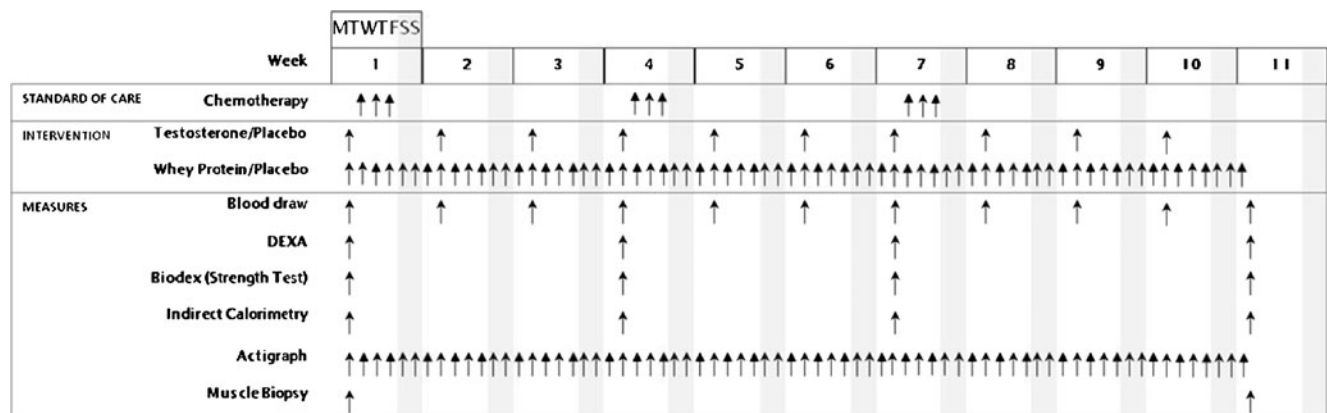 MTWTFSS
Week 1 2 3 4 5 6 7 8 9 10 11
STANDARD OF CARE Chemotherapy
INTERVENTION Testosterone/Placebo
Whey Protein/Placebo
MEASURES Blood draw
DEXA
Biodex (Strength Test)
Indirect Calorimetry
Actigraph
Muscle Biopsy